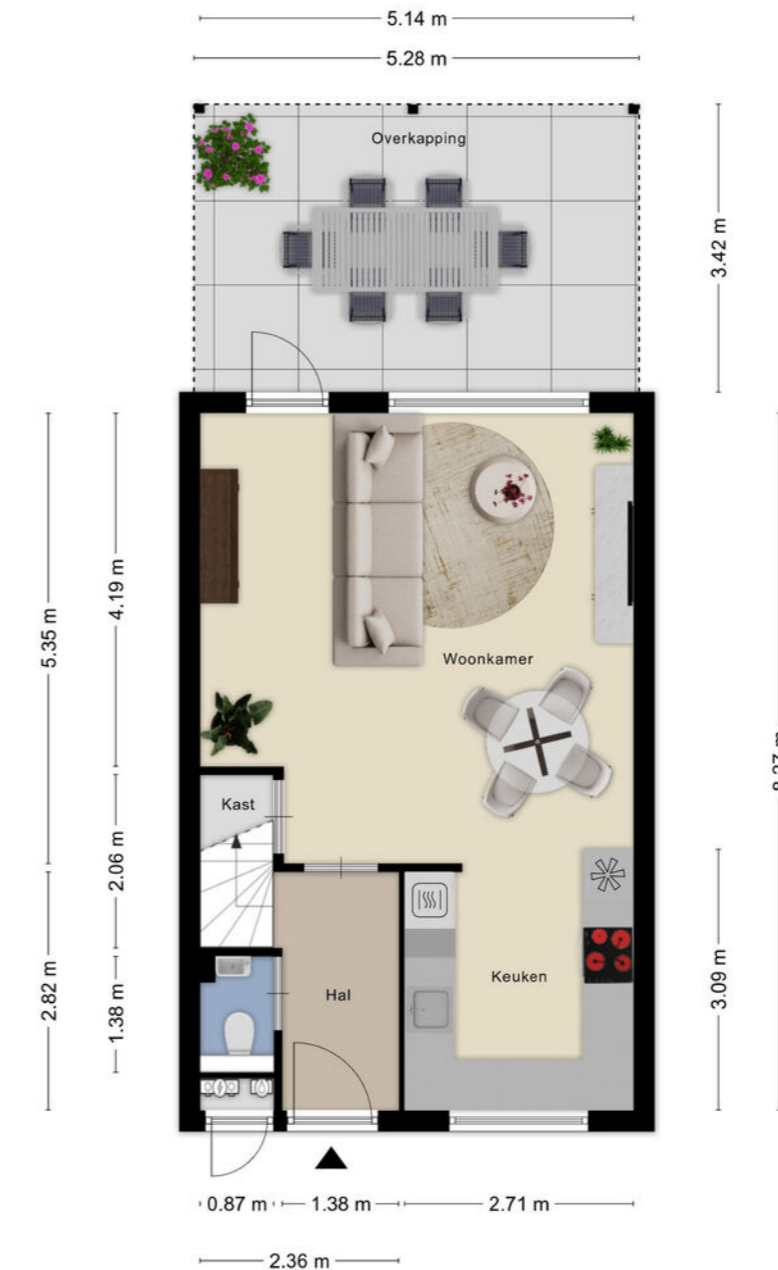 5.14 m
5.28 m
Overkapping
3.42 m
4.19 m
5.35 m
Woonkamer
Kast
2.06 m
2.82 m
1.38 m
Keuken
Hal
3.09 m
0.87 m
1.38 m
2.71 m
2.36 m